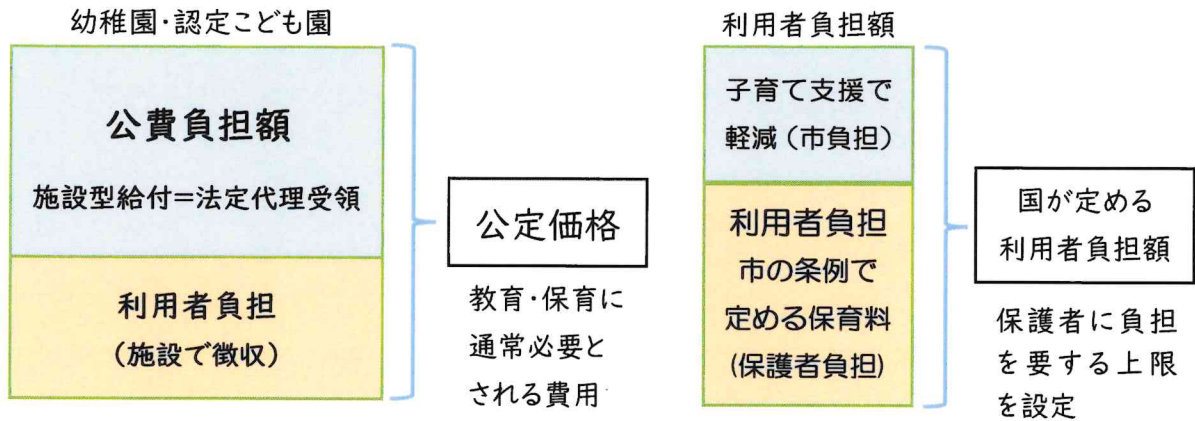 幼稚園・認定こども園
公費負担額
施設型給付=法定代理受領
利用者負担
(施設で徴収)
公定価格
教育・保育に
通常必要と
される費用
利用者負担額
子育て支援で
軽減(市負担)
利用者負担
市の条例で
定める保育料
(保護者負担)
国が定める
利用者負担額
保護者に負担
を要する上限
を設定